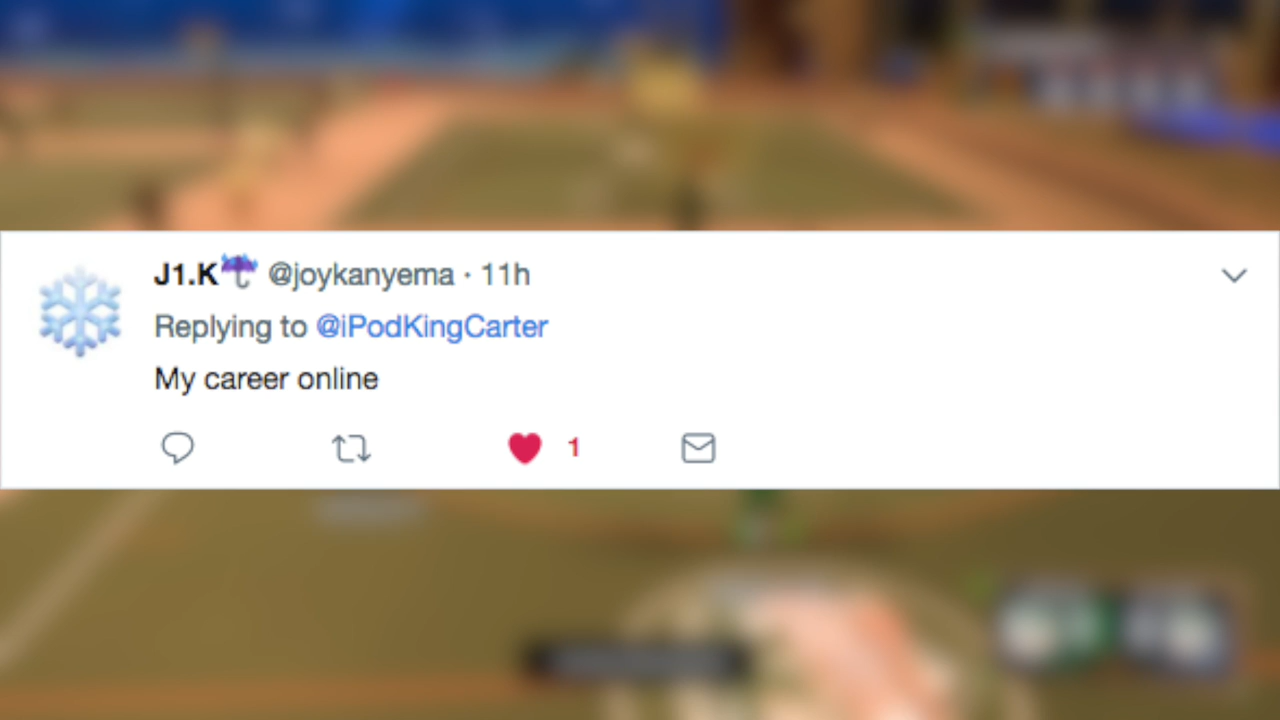 J1.K☔ @joykanyema · 11h
Replying to @iPodKingCarter
My career online
1